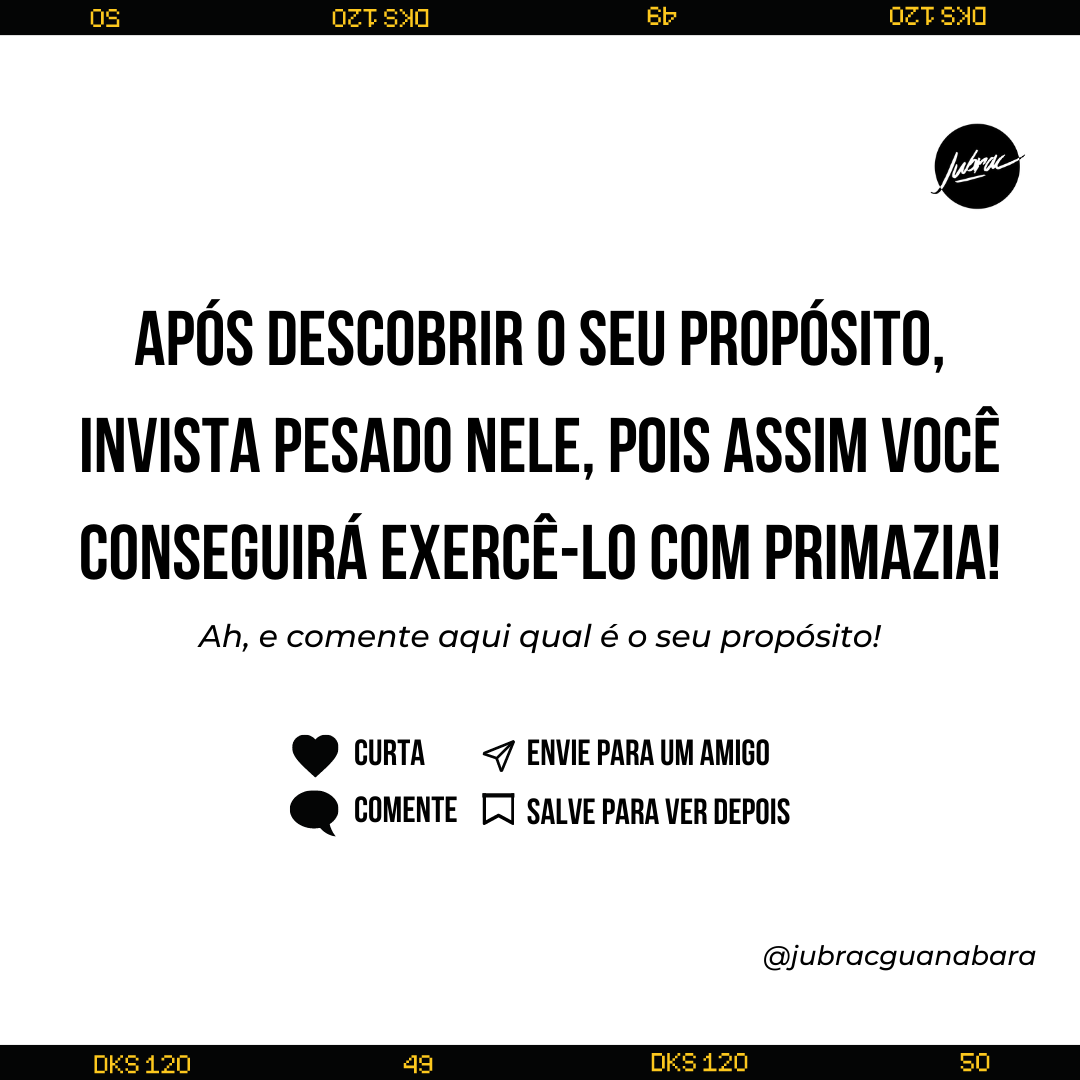 50 DKS 120 49 DKS 120
Jubrac
APÓS DESCOBRIR O SEU PROPÓSITO,
INVISTA PESADO NELE, POIS ASSIM VOCÊ
CONSEGUIRÁ EXERCÊ-LO COM PRIMAZIA!
Ah, e comente aqui qual é o seu propósito!
CURTA ENVIE PARA UM AMIGO
COMENTE SALVE PARA VER DEPOIS
@jubracguanabara
DKS 120 49 DKS 120 50